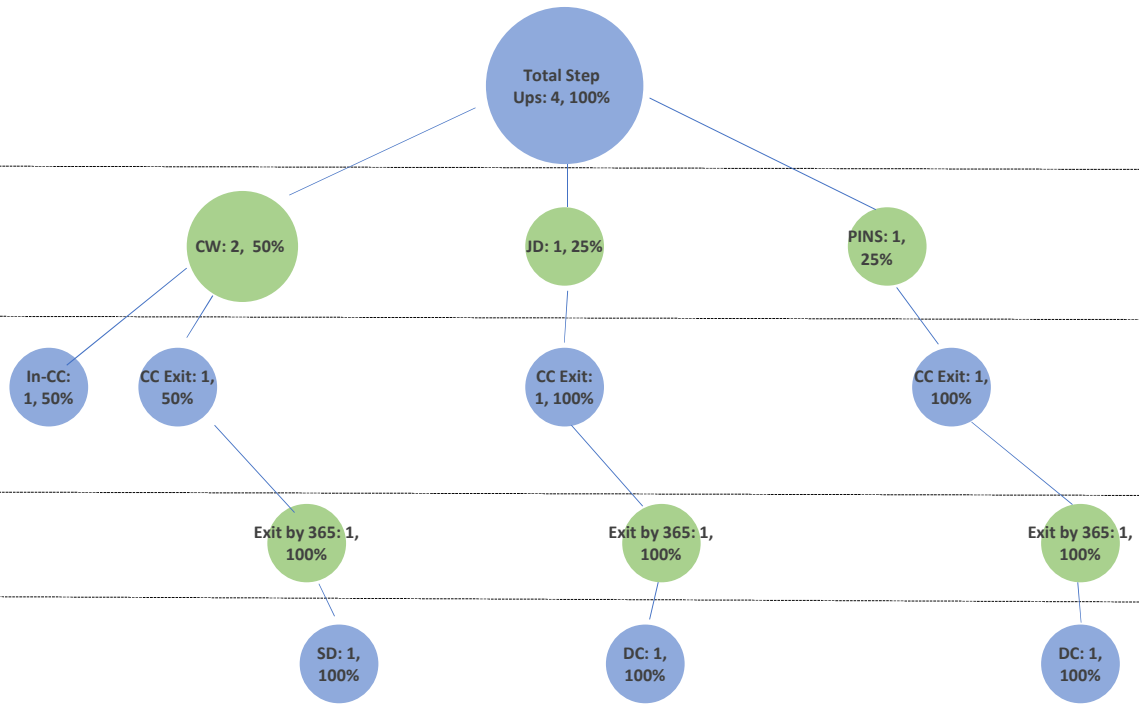 Total Step
Ups: 4, 100%
CW: 2, 50%
JD: 1, 25%
PINS: 1,
25%
In-CC:
1, 50%
CC Exit: 1,
50%
CC Exit:
1, 100%
CC Exit: 1,
100%
Exit by 365: 1,
100%
Exit by 365: 1,
100%
Exit by 365: 1,
100%
SD: 1,
100%
DC: 1,
100%
DC: 1,
100%